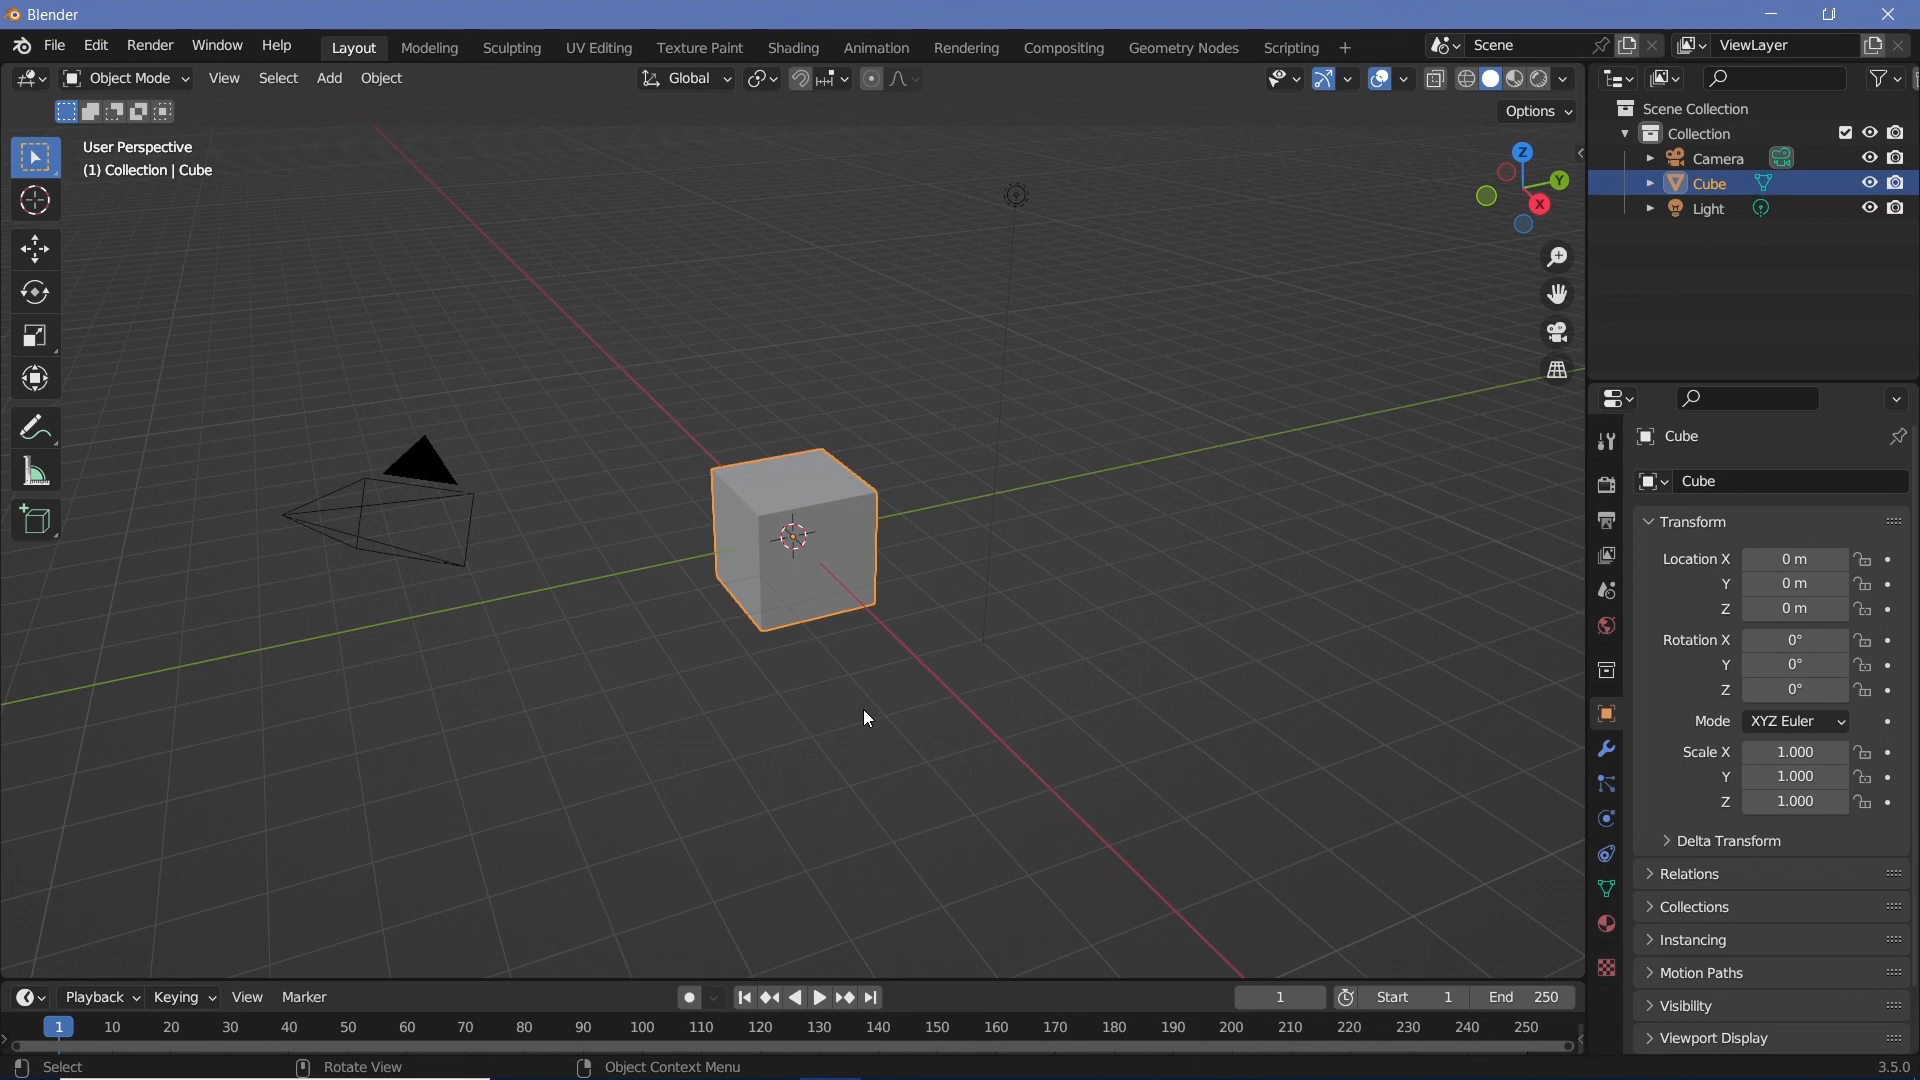 Blender
File Edit Render Window Help Layout Modeling Sculpting UV Editing Texture Paint Shading Animation Rendering Compositing Geometry Nodes Scripting + Scene ViewLayer
Object Mode View Select Add Object Global
Options
User Perspective
(1) Collection | Cube
Z
Y
X
Scene Collection
Collection
Camera
Cube
Light
Cube
Cube
Transform
Location X 0 m
Y 0 m
Z 0 m
Rotation X 0°
Y 0°
Z 0°
Mode XYZ Euler
Scale X 1.000
Y 1.000
Z 1.000
Delta Transform
Relations
Collections
Instancing
Motion Paths
Visibility
Viewport Display
Playback Keying View Marker 1 Start 1 End 250
1 10 20 30 40 50 60 70 80 90 100 110 120 130 140 150 160 170 180 190 200 210 220 230 240 250
Select Rotate View Object Context Menu 3.5.0